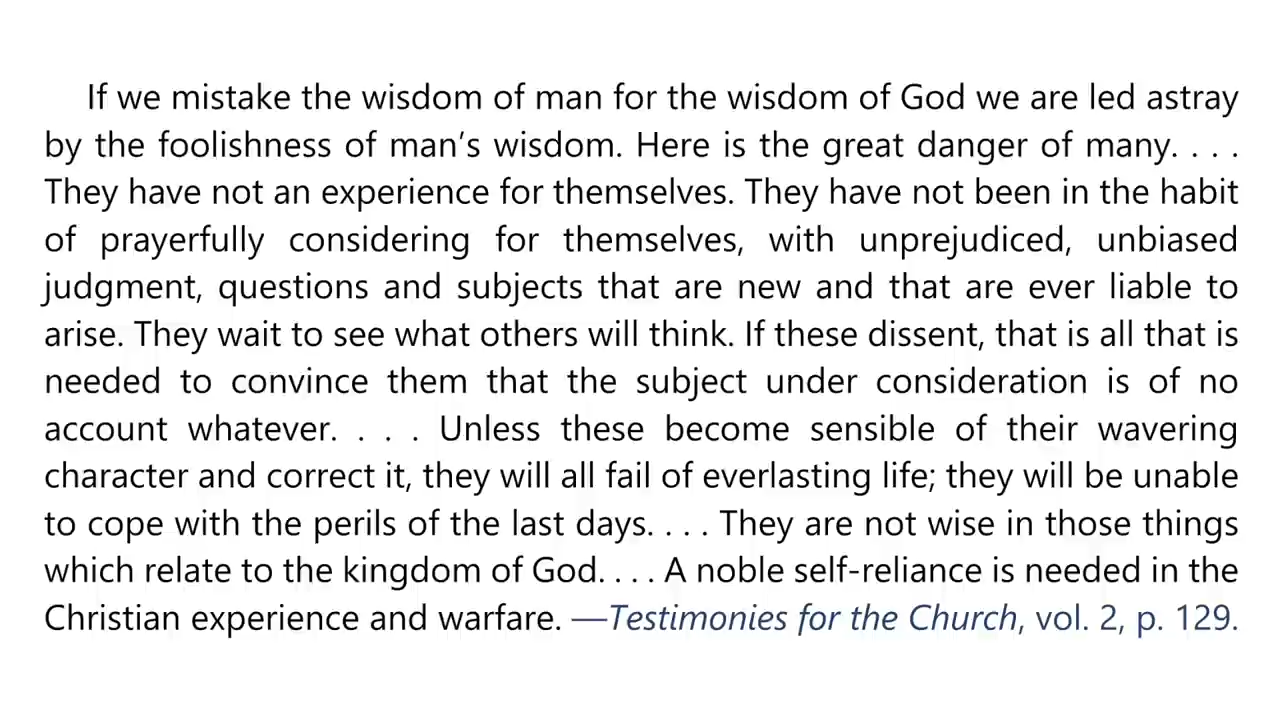 If we mistake the wisdom of man for the wisdom of God we are led astray
by the foolishness of man’s wisdom. Here is the great danger of many. . . .
They have not an experience for themselves. They have not been in the habit
of prayerfully considering for themselves, with unprejudiced, unbiased
judgment, questions and subjects that are new and that are ever liable to
arise. They wait to see what others will think. If these dissent, that is all that is
needed to convince them that the subject under consideration is of no
account whatever. . . . Unless these become sensible of their wavering
character and correct it, they will all fail of everlasting life; they will be unable
to cope with the perils of the last days. . . . They are not wise in those things
which relate to the kingdom of God. . . . A noble self-reliance is needed in the
Christian experience and warfare. —Testimonies for the Church, vol. 2, p. 129.